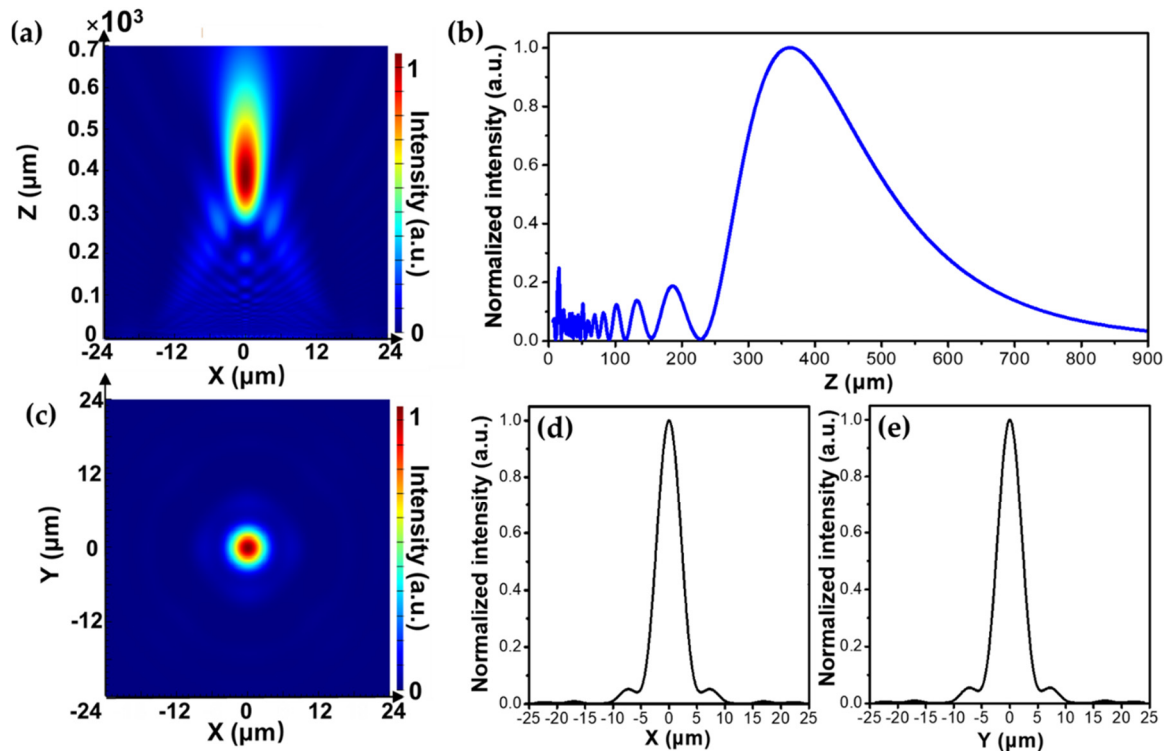 (a)
×10³
0.7
0.6
0.5
0.4
0.3
0.2
0.1
0
Z (μm)
-24 -12 0 12 24
X (μm)
1
Intensity (a.u.)
0
(b)
1.0
0.8
0.6
0.4
0.2
0.0
Normalized intensity (a.u.)
0 100 200 300 400 500 600 700 800 900
Z (μm)
(c)
24
12
0
-12
Y (μm)
-24 -12 0 12 24
X (μm)
1
Intensity (a.u.)
0
(d)
1.0
0.8
0.6
0.4
0.2
0.0
Normalized intensity (a.u.)
-25 -20 -15 -10 -5 0 5 10 15 20 25
X (μm)
(e)
1.0
0.8
0.6
0.4
0.2
0.0
Normalized intensity (a.u.)
-25 -20 -15 -10 -5 0 5 10 15 20 25
Y (μm)